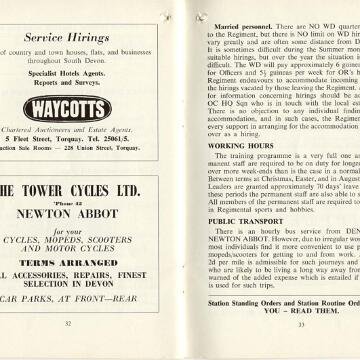 Service Hirings
of country and town houses, flats, and businesses
throughout South Devon.
Specialist Hotels Agents.
Reports and Surveys.
WAYCOTTS
Chartered Auctioneers and Estate Agents.
5 Fleet Street, Torquay. Tel. 25061/5.
Sale Rooms — 228 Union Street, Torquay.
THE TOWER CYCLES LTD.
'Phone 42
NEWTON ABBOT
for your
CYCLES, MOPEDS, SCOOTERS
AND MOTOR CYCLES
TERMS ARRANGED
ACCESSORIES, REPAIRS, FINEST
SELECTION IN DEVON
CAR PARKS, AT FRONT—REAR
32
Married personnel. There are NO WD quarters
to the Regiment, but there is NO limit on WD hir
vary greatly and are often some distance from D
It is sometimes difficult during the Summer mon
suitable hirings, but over the year the situation is
difficult. The WD will pay approximately 6 guinea
for Officers and 5½ guineas per week for OR's h
Regiment endeavours to accommodate incoming
the hirings vacated by those leaving the Regiment.
for information concerning hirings should be a
OC HQ Sqn who is in touch with the local esta
There is no objection to any individual findin
accommodation, and in such cases, the Regimen
every support in arranging for the accommodation
over as a hiring.
WORKING HOURS
The training programme is a very full one a
manent staff are required to be on duty for longe
over more week-ends than is the case in a normal
Between terms at Christmas, Easter, and in August
Leaders are granted approximately 70 days' leave
these periods the permanent staff are also able to s
All members of the permanent staff are required to
in Regimental sports and hobbies.
PUBLIC TRANSPORT
There is an hourly bus service from DEN
NEWTON ABBOT. However, due to irregular wo
most individuals find it more convenient to use p
mopeds/scooters for getting to and from work. A
2d per mile is admissible for such journeys and
who are likely to be living a long way away from
warned of the added expense which is entailed if
is used for such trips.
Station Standing Orders and Station Routine Ord
YOU – READ THEM.
33